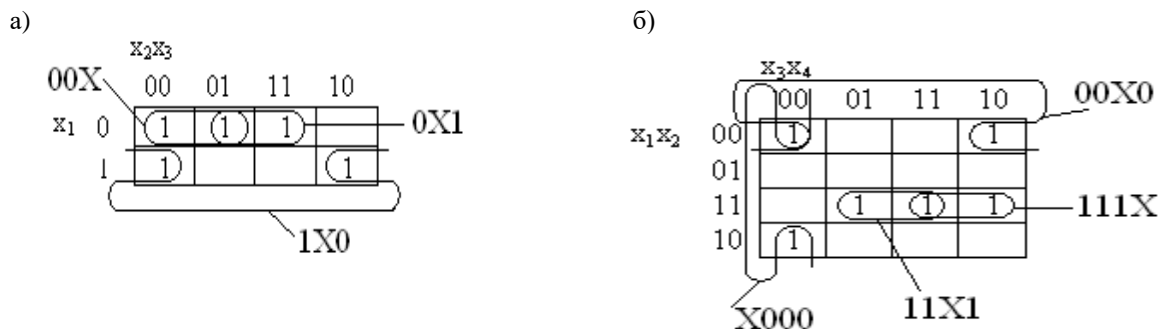 а)
x₂x₃
00X
00 01 11 10
x₁ 0 1 1 1
0X1
1 1 1
1X0
б)
x₃x₄
00 01 11 10
00X0
x₁x₂ 00 1 1
01
11 1 1 1
111X
10 1
X000
11X1